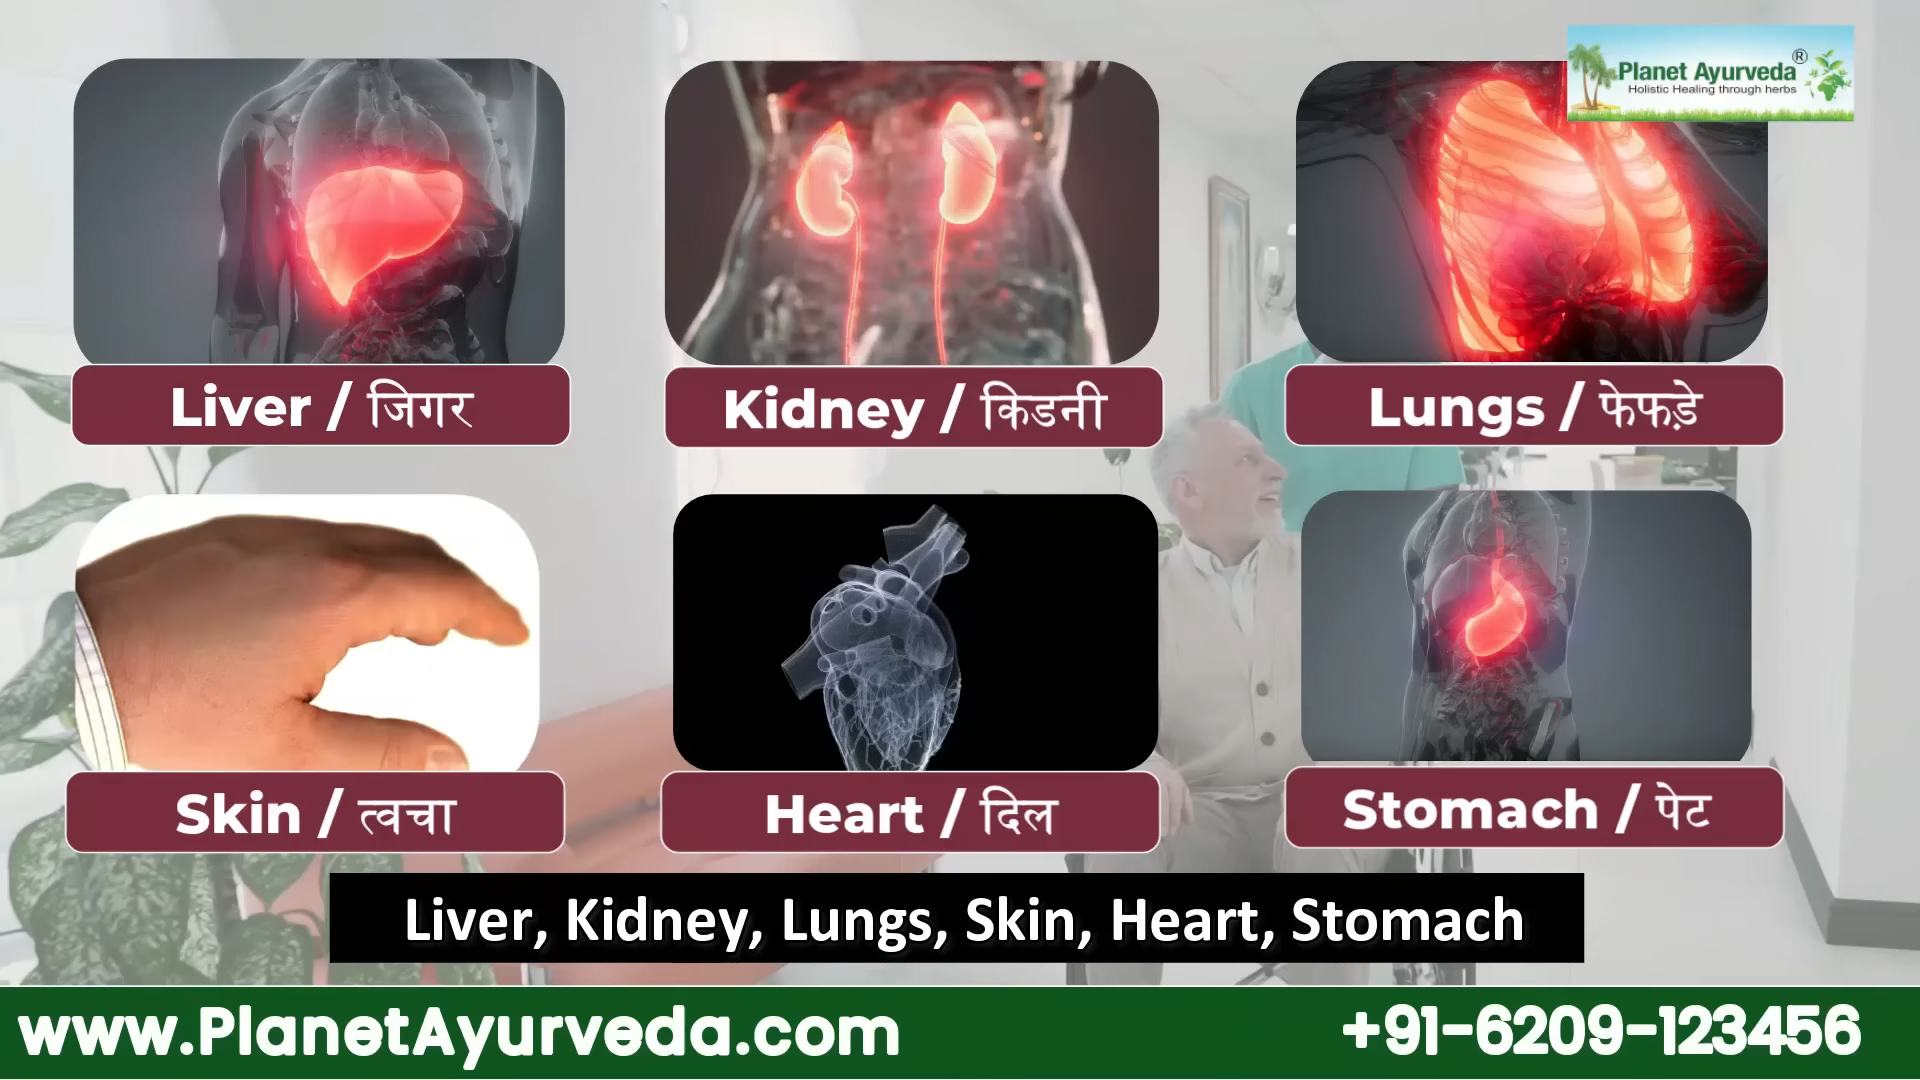 Planet Ayurveda®
Holistic Healing through herbs
Liver / जिगर
Kidney / किडनी
Lungs / फेफड़े
Skin / त्वचा
Heart / दिल
Stomach / पेट
Liver, Kidney, Lungs, Skin, Heart, Stomach
www.PlanetAyurveda.com
+91-6209-123456